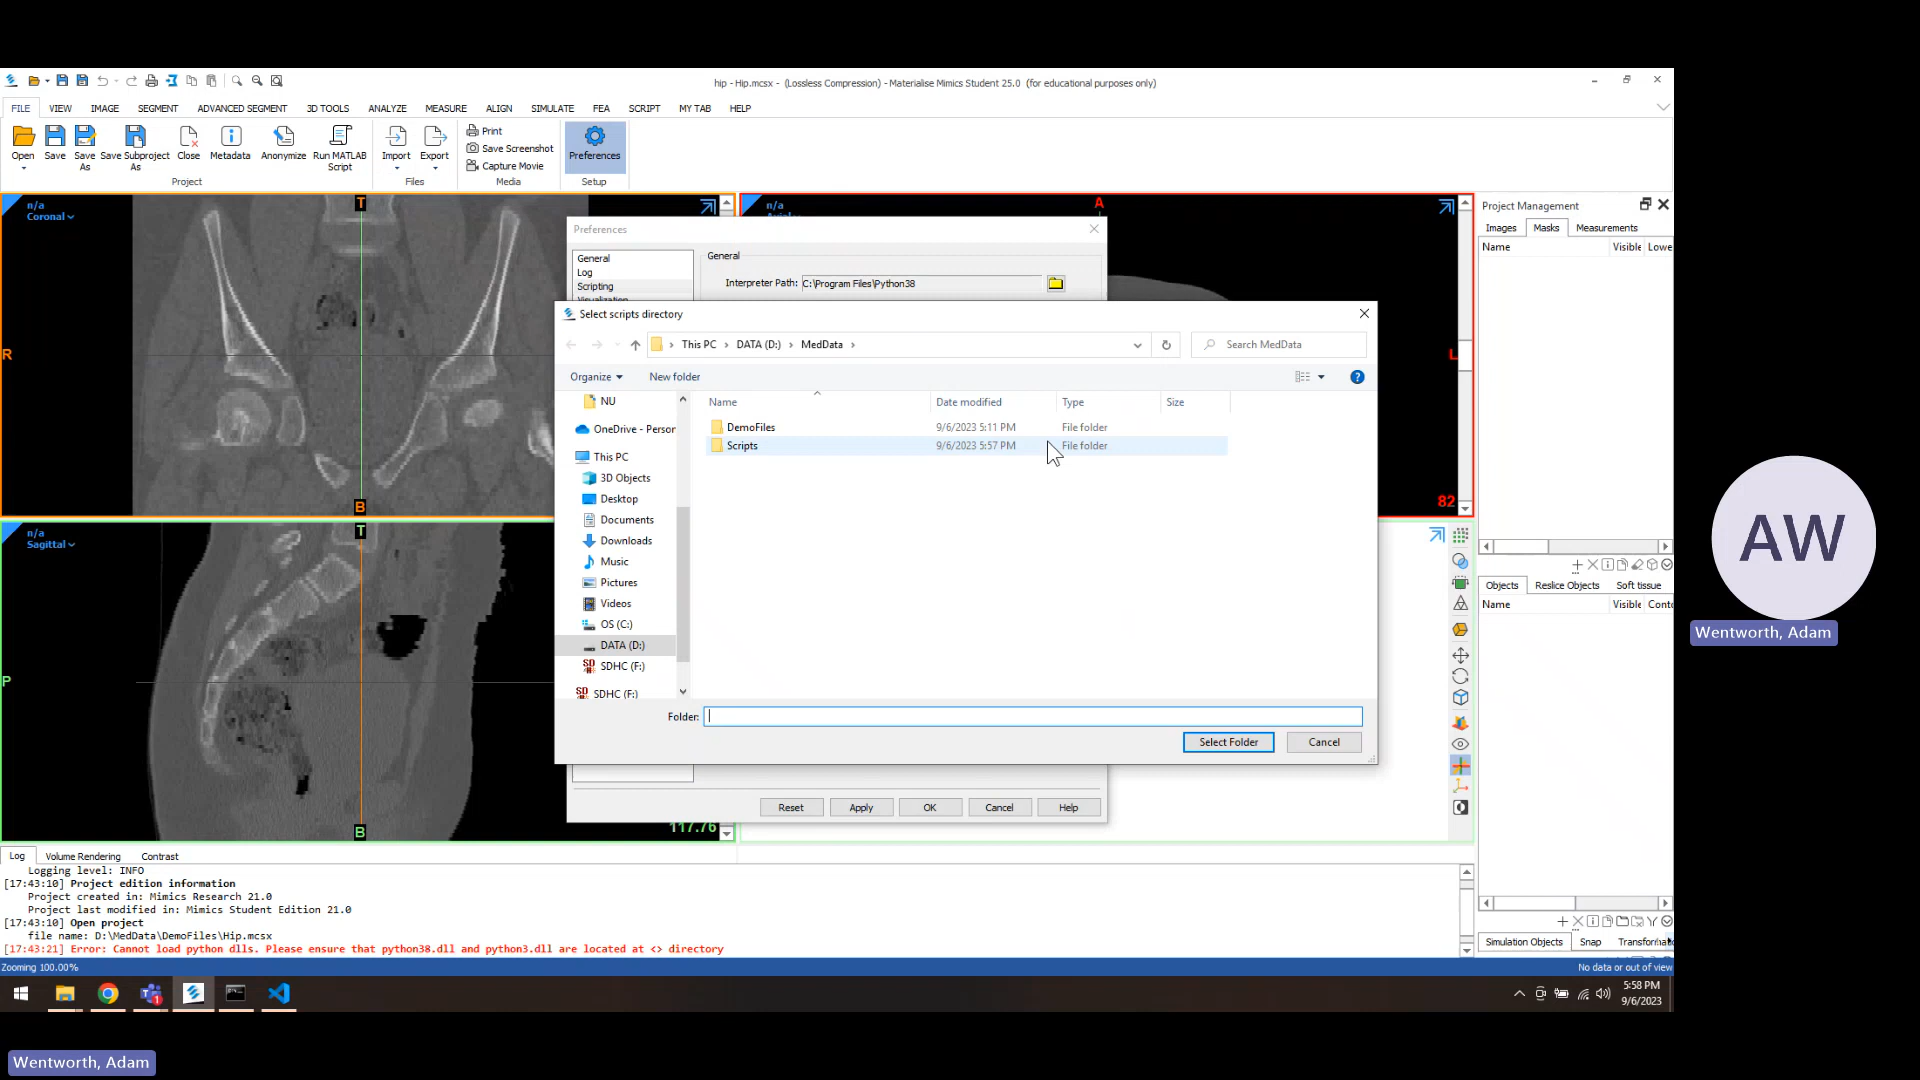 hip - Hip.mcsx - (Lossless Compression) - Materialise Mimics Student 25.0 (for educational purposes only)
FILE VIEW IMAGE SEGMENT ADVANCED SEGMENT 3D TOOLS ANALYZE MEASURE ALIGN SIMULATE FEA SCRIPT MY TAB HELP
Open Save Save As Save Subproject As Close Metadata Anonymize Run MATLAB Script Import Export Print Save Screenshot Capture Movie Preferences
Project Files Media Setup
n/a
Coronal
T
R
B
n/a
A
L
82
Preferences
General
Log
Scripting
General
Interpreter Path: C:\Program Files\Python38
Select scripts directory
This PC > DATA (D:) > MedData >
Search MedData
Organize New folder
NU
OneDrive - Person
This PC
3D Objects
Desktop
Documents
Downloads
Music
Pictures
Videos
OS (C:)
DATA (D:)
SDHC (F:)
SDHC (F:)
Name Date modified Type Size
DemoFiles 9/6/2023 5:11 PM File folder
Scripts 9/6/2023 5:57 PM File folder
Folder:
Select Folder Cancel
Reset Apply OK Cancel Help
n/a
Sagittal
T
P
B
117.76
Project Management
Images Masks Measurements
Name Visible Lowe
Objects Reslice Objects Soft tissue
Name Visible Conto
Simulation Objects Snap Transformat
Log Volume Rendering Contrast
Logging level: INFO
[17:43:10] Project edition information
Project created in: Mimics Research 21.0
Project last modified in: Mimics Student Edition 21.0
[17:43:10] Open project
file name: D:\MedData\DemoFiles\Hip.mcsx
[17:43:21] Error: Cannot load python dlls. Please ensure that python38.dll and python3.dll are located at <> directory
Zooming 100.00%
No data or out of view
5:58 PM
9/6/2023
AW
Wentworth, Adam
Wentworth, Adam